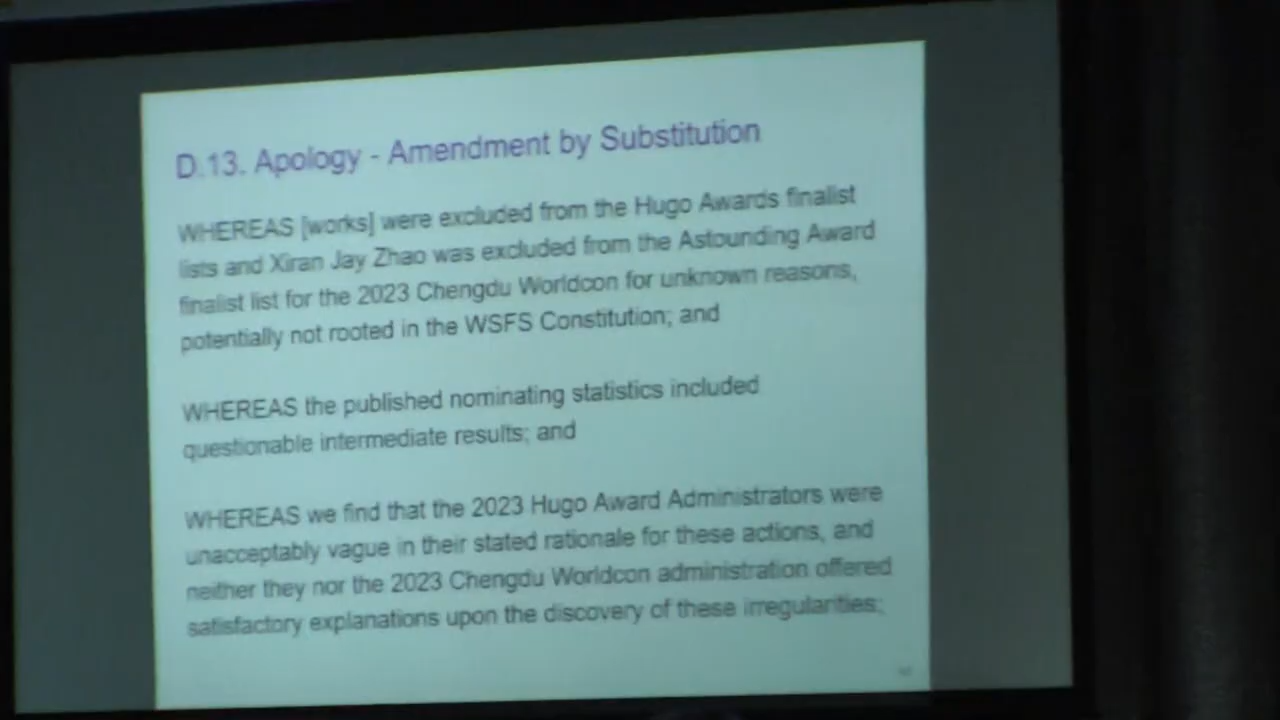 D.13. Apology - Amendment by Substitution
WHEREAS [works] were excluded from the Hugo Awards finalist
lists and Xiran Jay Zhao was excluded from the Astounding Award
finalist list for the 2023 Chengdu Worldcon for unknown reasons,
potentially not rooted in the WSFS Constitution; and
WHEREAS the published nominating statistics included
questionable intermediate results; and
WHEREAS we find that the 2023 Hugo Award Administrators were
unacceptably vague in their stated rationale for these actions, and
neither they nor the 2023 Chengdu Worldcon administration offered
satisfactory explanations upon the discovery of these irregularities;